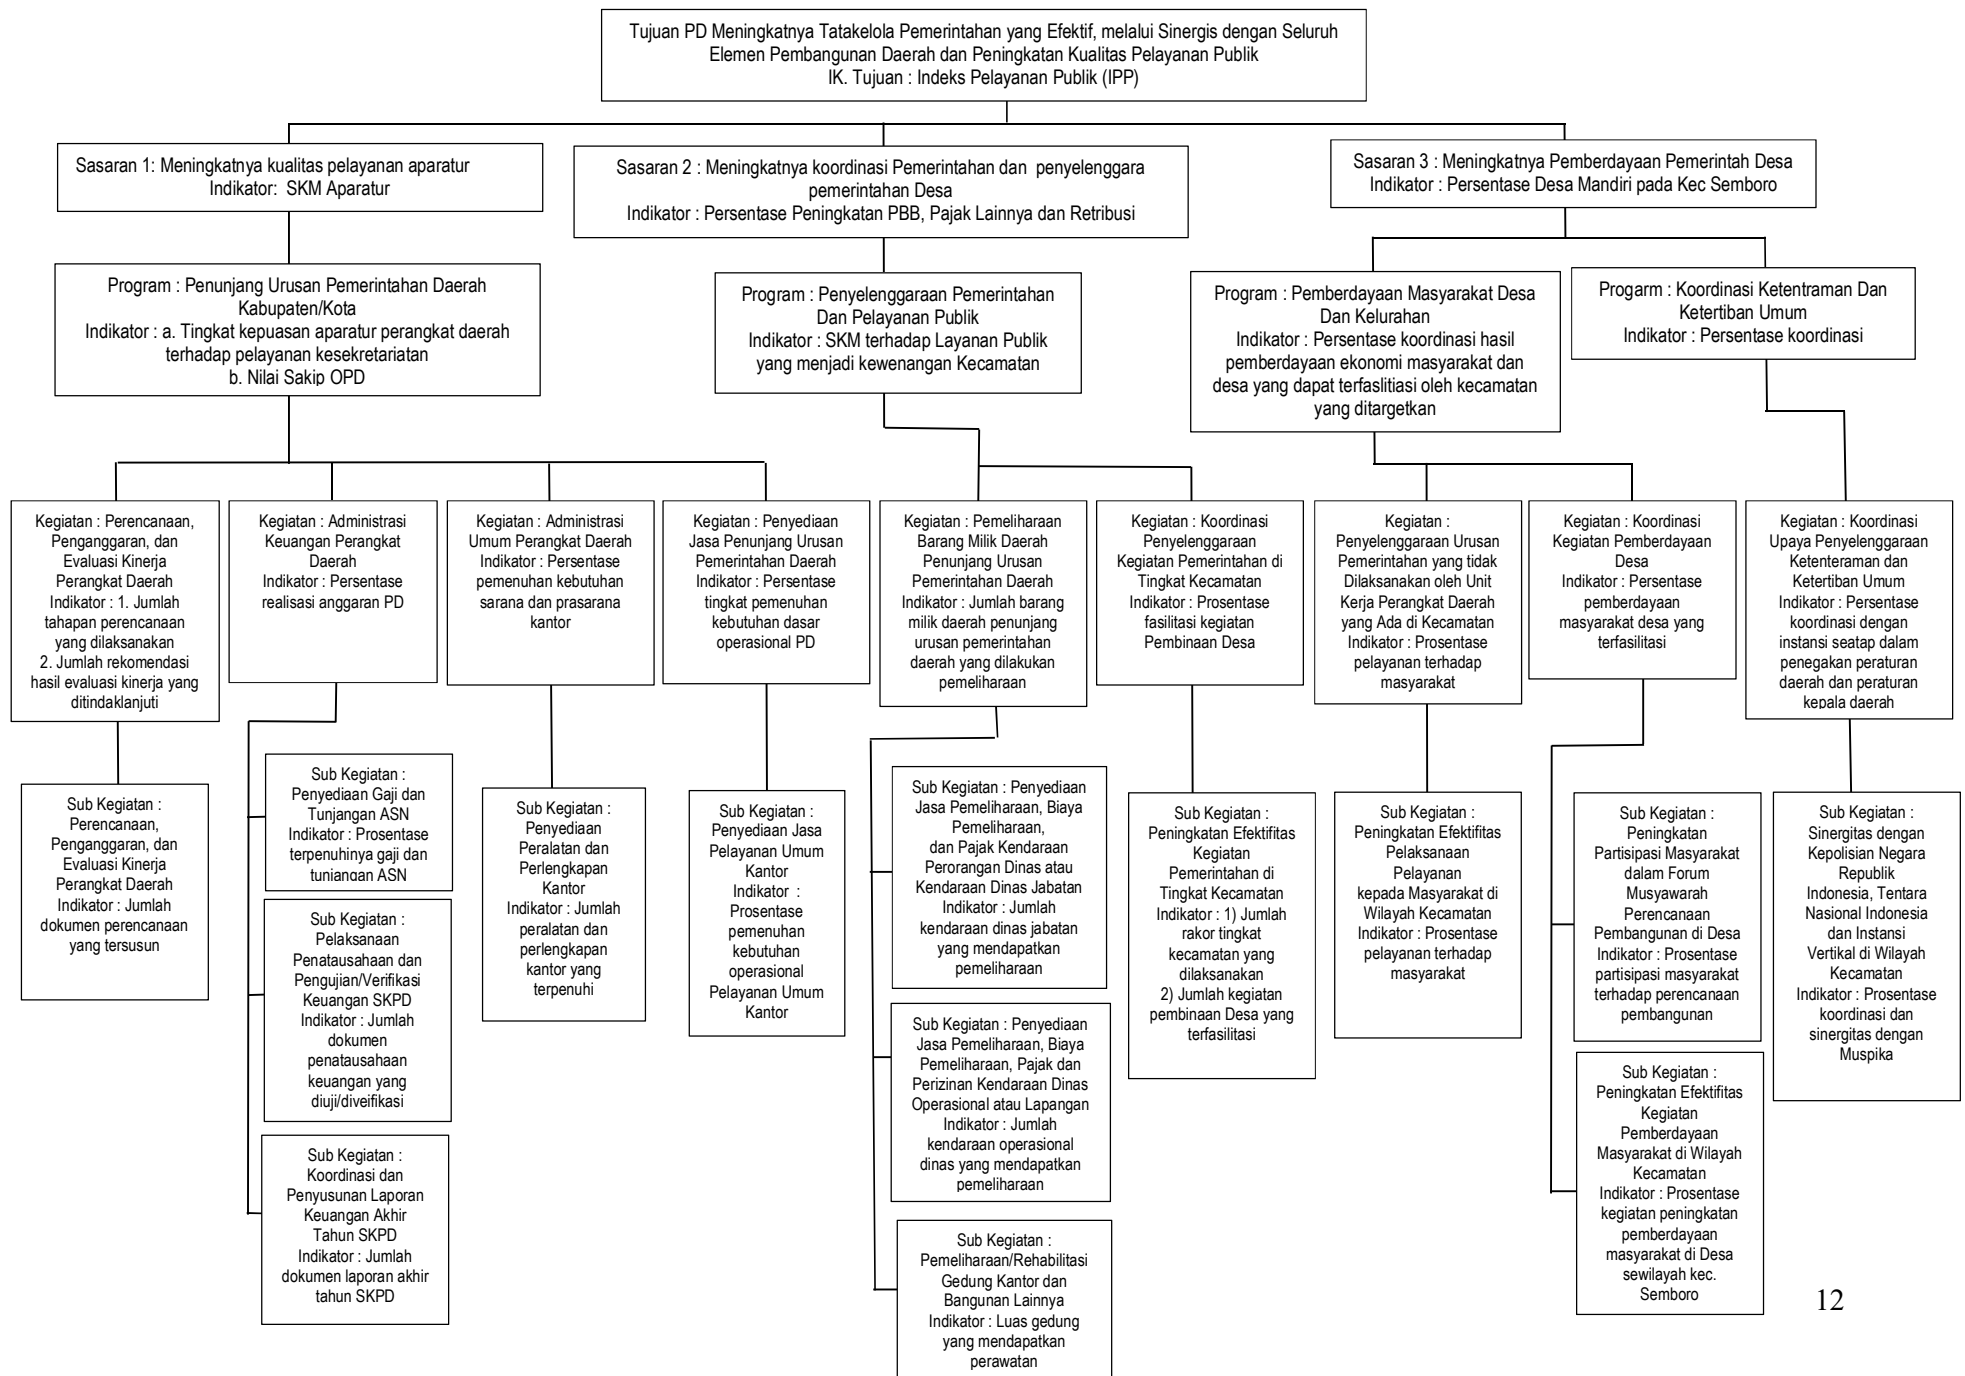 Tujuan PD Meningkatnya Tatakelola Pemerintahan yang Efektif, melalui Sinergis dengan Seluruh
Elemen Pembangunan Daerah dan Peningkatan Kualitas Pelayanan Publik
IK. Tujuan : Indeks Pelayanan Publik (IPP)
Sasaran 1: Meningkatnya kualitas pelayanan aparatur
Indikator: SKM Aparatur
Sasaran 2 : Meningkatnya koordinasi Pemerintahan dan penyelenggara
pemerintahan Desa
Indikator : Persentase Peningkatan PBB, Pajak Lainnya dan Retribusi
Sasaran 3 : Meningkatnya Pemberdayaan Pemerintah Desa
Indikator : Persentase Desa Mandiri pada Kec Semboro
Program : Penunjang Urusan Pemerintahan Daerah
Kabupaten/Kota
Indikator : a. Tingkat kepuasan aparatur perangkat daerah
terhadap pelayanan kesekretariatan
b. Nilai Sakip OPD
Program : Penyelenggaraan Pemerintahan
Dan Pelayanan Publik
Indikator : SKM terhadap Layanan Publik
yang menjadi kewenangan Kecamatan
Program : Pemberdayaan Masyarakat Desa
Dan Kelurahan
Indikator : Persentase koordinasi hasil
pemberdayaan ekonomi masyarakat dan
desa yang dapat terfaslitiasi oleh kecamatan
yang ditargetkan
Progarm : Koordinasi Ketentraman Dan
Ketertiban Umum
Indikator : Persentase koordinasi
Kegiatan : Perencanaan,
Penganggaran, dan
Evaluasi Kinerja
Perangkat Daerah
Indikator : 1. Jumlah
tahapan perencanaan
yang dilaksanakan
2. Jumlah rekomendasi
hasil evaluasi kinerja yang
ditindaklanjuti
Kegiatan : Administrasi
Keuangan Perangkat
Daerah
Indikator : Persentase
realisasi anggaran PD
Kegiatan : Administrasi
Umum Perangkat Daerah
Indikator : Persentase
pemenuhan kebutuhan
sarana dan prasarana
kantor
Kegiatan : Penyediaan
Jasa Penunjang Urusan
Pemerintahan Daerah
Indikator : Persentase
tingkat pemenuhan
kebutuhan dasar
operasional PD
Kegiatan : Pemeliharaan
Barang Milik Daerah
Penunjang Urusan
Pemerintahan Daerah
Indikator : Jumlah barang
milik daerah penunjang
urusan pemerintahan
daerah yang dilakukan
pemeliharaan
Kegiatan : Koordinasi
Penyelenggaraan
Kegiatan Pemerintahan di
Tingkat Kecamatan
Indikator : Prosentase
fasilitasi kegiatan
Pembinaan Desa
Kegiatan :
Penyelenggaraan Urusan
Pemerintahan yang tidak
Dilaksanakan oleh Unit
Kerja Perangkat Daerah
yang Ada di Kecamatan
Indikator : Prosentase
pelayanan terhadap
masyarakat
Kegiatan : Koordinasi
Kegiatan Pemberdayaan
Desa
Indikator : Persentase
pemberdayaan
masyarakat desa yang
terfasilitasi
Kegiatan : Koordinasi
Upaya Penyelenggaraan
Ketenteraman dan
Ketertiban Umum
Indikator : Persentase
koordinasi dengan
instansi seatap dalam
penegakan peraturan
daerah dan peraturan
kepala daerah
Sub Kegiatan :
Perencanaan,
Penganggaran, dan
Evaluasi Kinerja
Perangkat Daerah
Indikator : Jumlah
dokumen perencanaan
yang tersusun
Sub Kegiatan :
Penyediaan Gaji dan
Tunjangan ASN
Indikator : Prosentase
terpenuhinya gaji dan
tunjangan ASN
Sub Kegiatan :
Pelaksanaan
Penatausahaan dan
Pengujian/Verifikasi
Keuangan SKPD
Indikator : Jumlah
dokumen
penatausahaan
keuangan yang
diuji/diveifikasi
Sub Kegiatan :
Koordinasi dan
Penyusunan Laporan
Keuangan Akhir
Tahun SKPD
Indikator : Jumlah
dokumen laporan akhir
tahun SKPD
Sub Kegiatan :
Penyediaan
Peralatan dan
Perlengkapan
Kantor
Indikator : Jumlah
peralatan dan
perlengkapan
kantor yang
terpenuhi
Sub Kegiatan :
Penyediaan Jasa
Pelayanan Umum
Kantor
Indikator :
Prosentase
pemenuhan
kebutuhan
operasional
Pelayanan Umum
Kantor
Sub Kegiatan : Penyediaan
Jasa Pemeliharaan, Biaya
Pemeliharaan,
dan Pajak Kendaraan
Perorangan Dinas atau
Kendaraan Dinas Jabatan
Indikator : Jumlah
kendaraan dinas jabatan
yang mendapatkan
pemeliharaan
Sub Kegiatan : Penyediaan
Jasa Pemeliharaan, Biaya
Pemeliharaan, Pajak dan
Perizinan Kendaraan Dinas
Operasional atau Lapangan
Indikator : Jumlah
kendaraan operasional
dinas yang mendapatkan
pemeliharaan
Sub Kegiatan :
Pemeliharaan/Rehabilitasi
Gedung Kantor dan
Bangunan Lainnya
Indikator : Luas gedung
yang mendapatkan
perawatan
Sub Kegiatan :
Peningkatan Efektifitas
Kegiatan
Pemerintahan di
Tingkat Kecamatan
Indikator : 1) Jumlah
rakor tingkat
kecamatan yang
dilaksanakan
2) Jumlah kegiatan
pembinaan Desa yang
terfasilitasi
Sub Kegiatan :
Peningkatan Efektifitas
Pelaksanaan
Pelayanan
kepada Masyarakat di
Wilayah Kecamatan
Indikator : Prosentase
pelayanan terhadap
masyarakat
Sub Kegiatan :
Peningkatan
Partisipasi Masyarakat
dalam Forum
Musyawarah
Perencanaan
Pembangunan di Desa
Indikator : Prosentase
partisipasi masyarakat
terhadap perencanaan
pembangunan
Sub Kegiatan :
Peningkatan Efektifitas
Kegiatan
Pemberdayaan
Masyarakat di Wilayah
Kecamatan
Indikator : Prosentase
kegiatan peningkatan
pemberdayaan
masyarakat di Desa
sewilayah kec.
Semboro
Sub Kegiatan :
Sinergitas dengan
Kepolisian Negara
Republik
Indonesia, Tentara
Nasional Indonesia
dan Instansi
Vertikal di Wilayah
Kecamatan
Indikator : Prosentase
koordinasi dan
sinergitas dengan
Muspika
12